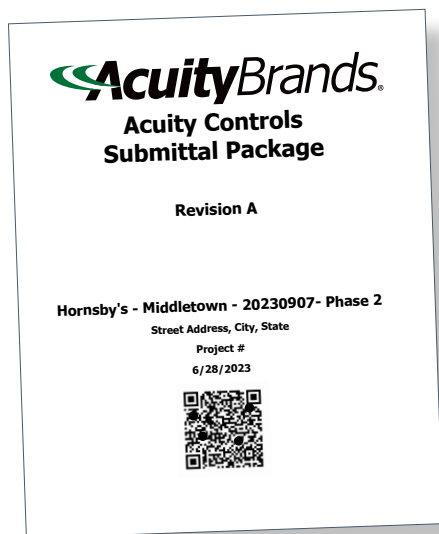 AcuityBrands®
Acuity Controls
Submittal Package
Revision A
Hornsby's - Middletown - 20230907- Phase 2
Street Address, City, State
Project #
6/28/2023